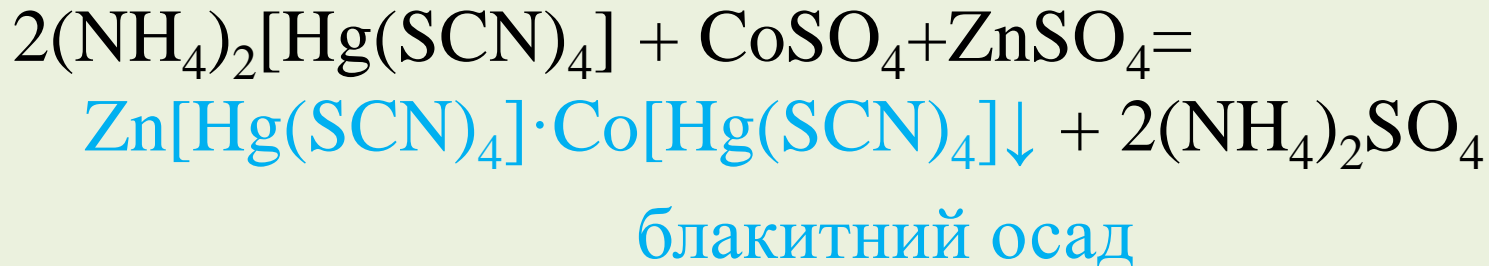 2(NH₄)₂[Hg(SCN)₄] + CoSO₄+ZnSO₄=
Zn[Hg(SCN)₄]·Co[Hg(SCN)₄]↓ + 2(NH₄)₂SO₄
блакитний осад